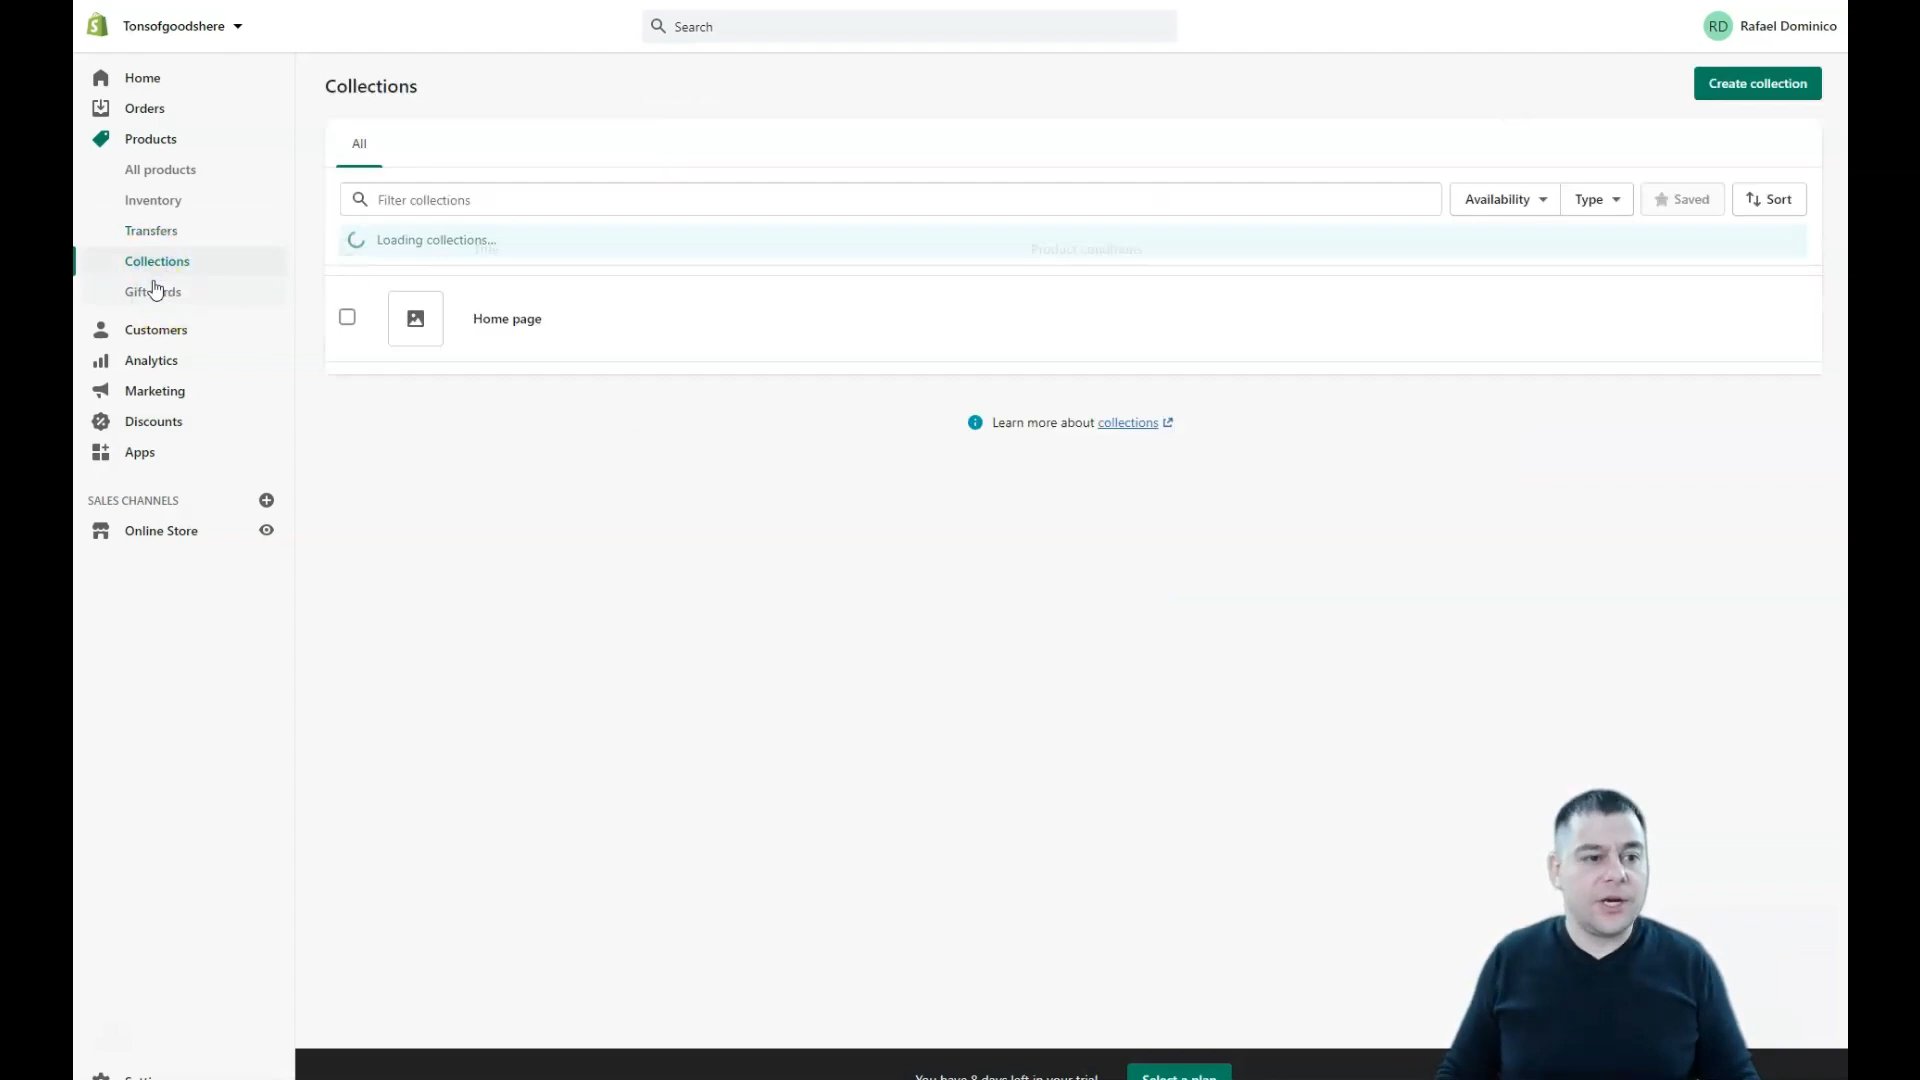 Tonsofgoodshere
Search
RD Rafael Dominico
Home
Orders
Products
All products
Inventory
Transfers
Collections
Gift
Customers
Analytics
Marketing
Discounts
Apps
SALES CHANNELS
Online Store
Collections
Create collection
All
Filter collections
Availability
Type
Saved
Sort
Loading collections...
Title
Product conditions
Home page
Learn more about collections
You have 8 days left in your trial
Select a plan